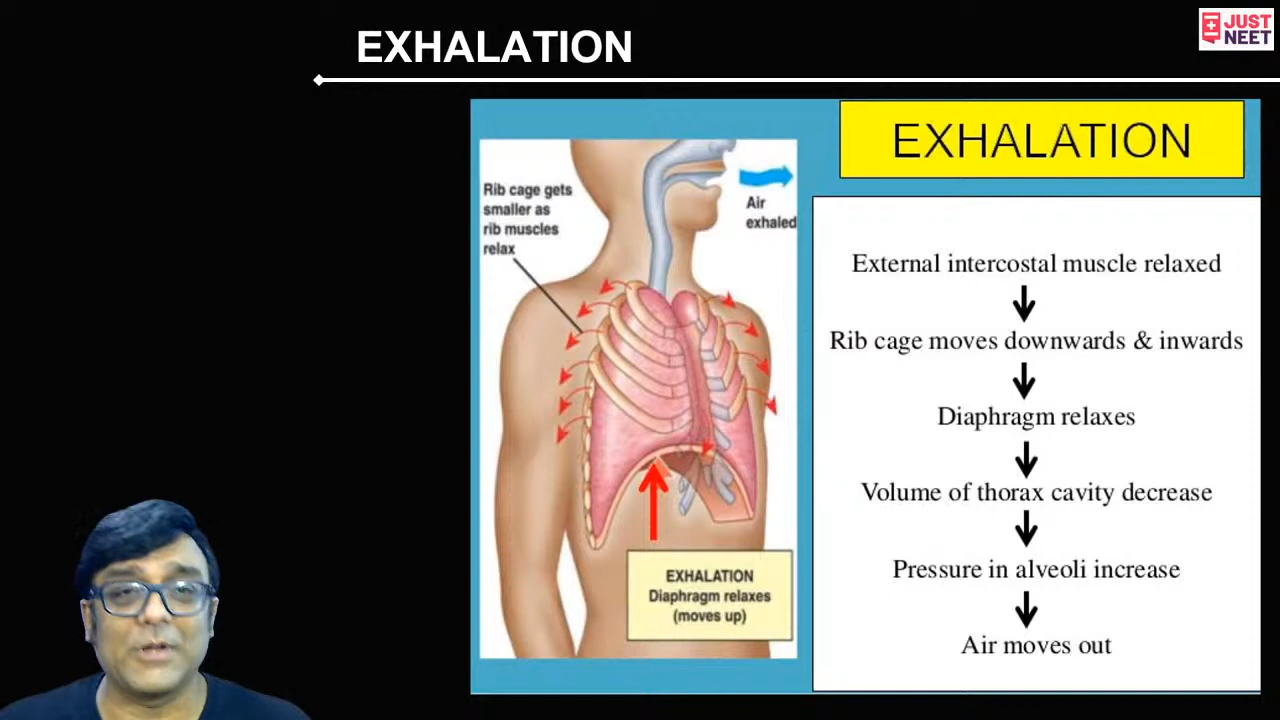 EXHALATION
JUST
NEET
EXHALATION
Rib cage gets
smaller as
rib muscles
relax
Air
exhaled
External intercostal muscle relaxed
Rib cage moves downwards & inwards
Diaphragm relaxes
Volume of thorax cavity decrease
Pressure in alveoli increase
Air moves out
EXHALATION
Diaphragm relaxes
(moves up)